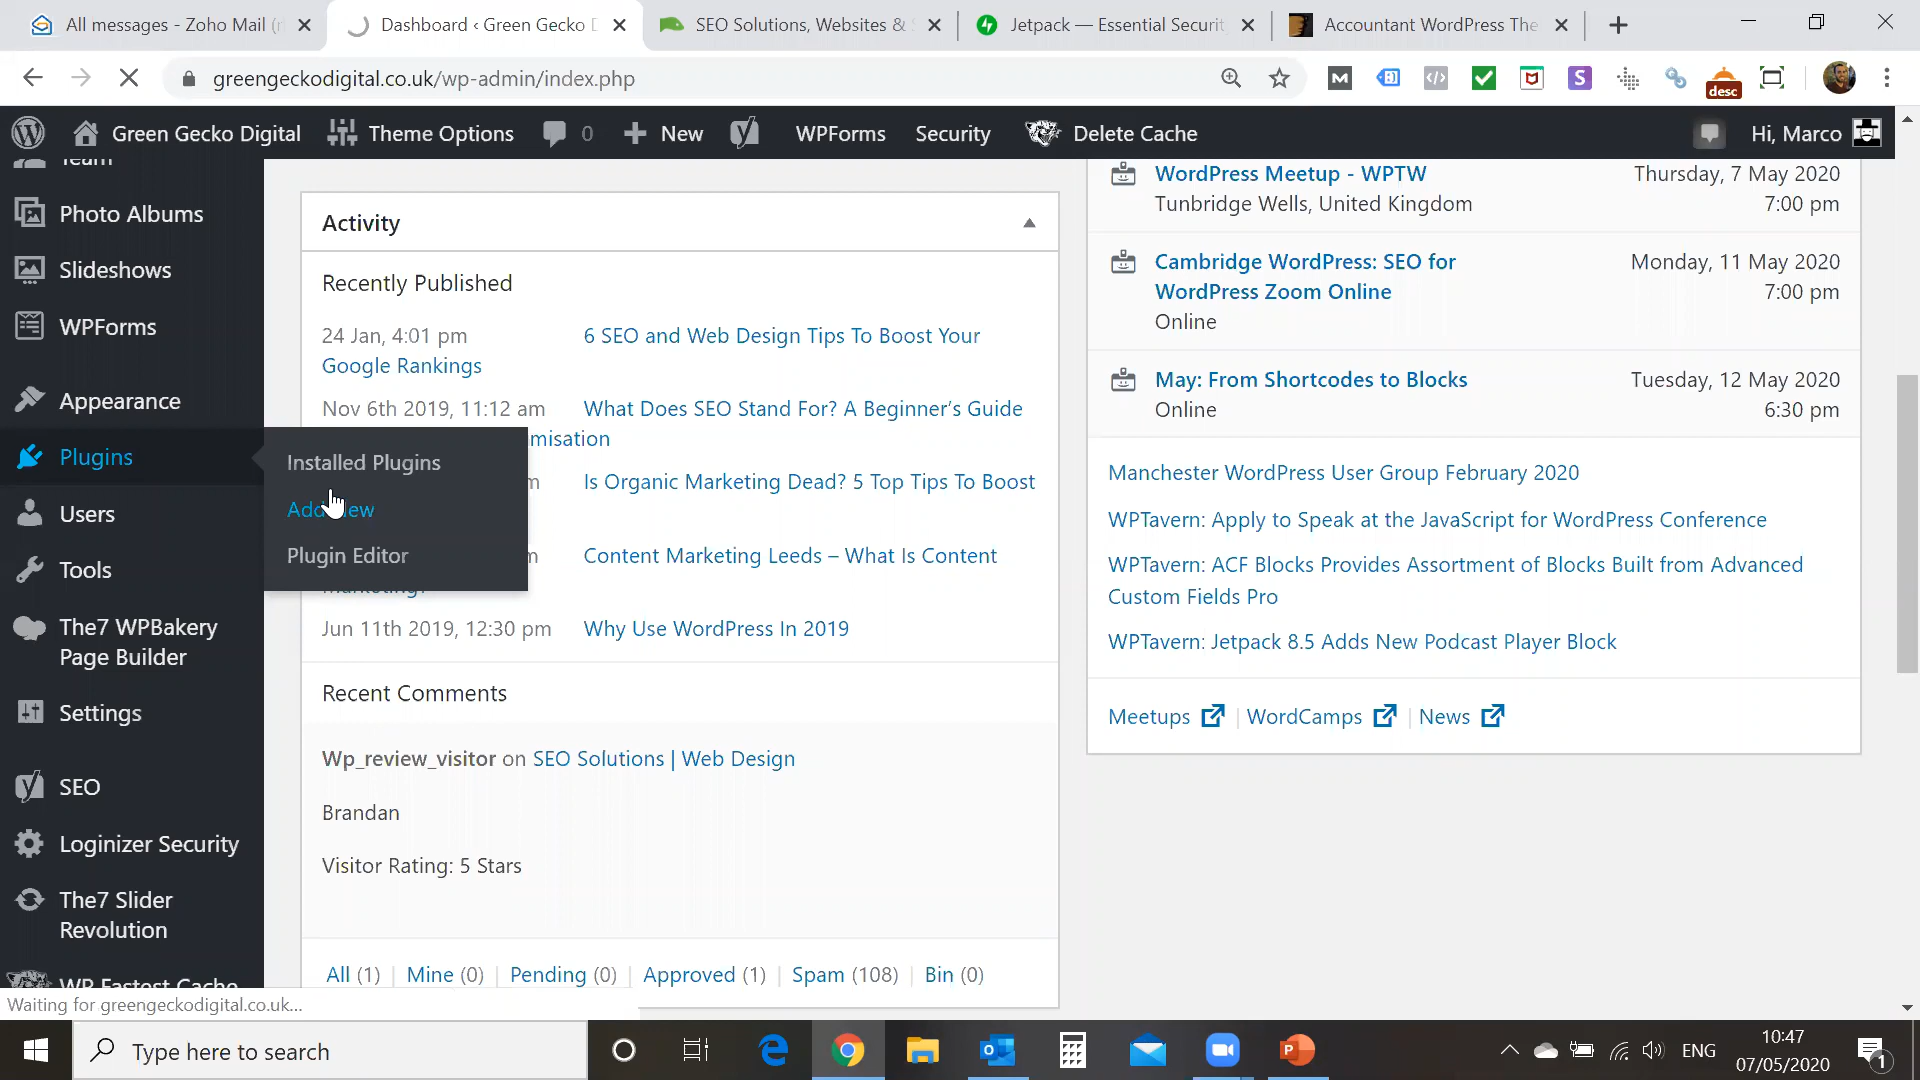 All messages - Zoho Mail (n
Dashboard ‹ Green Gecko D
SEO Solutions, Websites & S
Jetpack — Essential Securit
Accountant WordPress The
greengeckodigital.co.uk/wp-admin/index.php
desc
Green Gecko Digital
Theme Options
0
New
WPForms
Security
Delete Cache
Hi, Marco
Team
Photo Albums
Slideshows
WPForms
Appearance
Plugins
Installed Plugins
Add New
Plugin Editor
Users
Tools
The7 WPBakery
Page Builder
Settings
SEO
Loginizer Security
The7 Slider
Revolution
WP Fastest Cache
Activity
Recently Published
24 Jan, 4:01 pm 6 SEO and Web Design Tips To Boost Your
Google Rankings
Nov 6th 2019, 11:12 am What Does SEO Stand For? A Beginner's Guide
misation
m Is Organic Marketing Dead? 5 Top Tips To Boost
m Content Marketing Leeds – What Is Content
Marketing?
Jun 11th 2019, 12:30 pm Why Use WordPress In 2019
Recent Comments
Wp_review_visitor on SEO Solutions | Web Design
Brandan
Visitor Rating: 5 Stars
All (1) | Mine (0) | Pending (0) | Approved (1) | Spam (108) | Bin (0)
WordPress Meetup - WPTW Thursday, 7 May 2020
Tunbridge Wells, United Kingdom 7:00 pm
Cambridge WordPress: SEO for Monday, 11 May 2020
WordPress Zoom Online 7:00 pm
Online
May: From Shortcodes to Blocks Tuesday, 12 May 2020
Online 6:30 pm
Manchester WordPress User Group February 2020
WPTavern: Apply to Speak at the JavaScript for WordPress Conference
WPTavern: ACF Blocks Provides Assortment of Blocks Built from Advanced
Custom Fields Pro
WPTavern: Jetpack 8.5 Adds New Podcast Player Block
Meetups | WordCamps | News
Waiting for greengeckodigital.co.uk...
Type here to search
ENG
10:47
07/05/2020
1